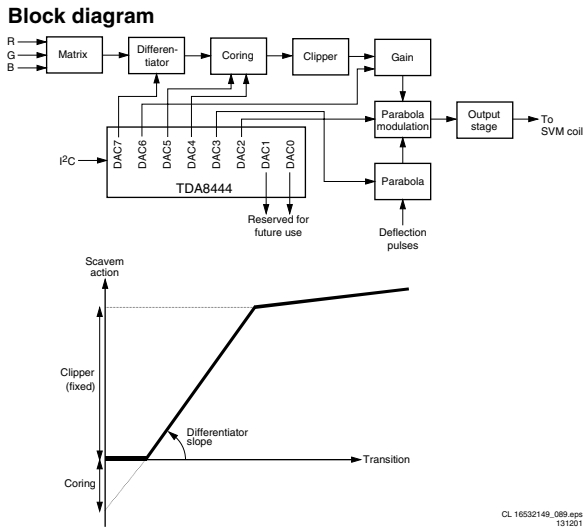 Block diagram
R
G
B
Matrix
Differen-
tiator
Coring
Clipper
Gain
Parabola
modulation
Output
stage
To
SVM coil
I²C
DAC7
DAC6
DAC5
DAC4
DAC3
DAC2
DAC1
DAC0
TDA8444
Parabola
Reserved for
future use
Deflection
pulses
Scavem
action
Clipper
(fixed)
Differentiator
slope
Transition
Coring
CL 16532149_089.eps
131201